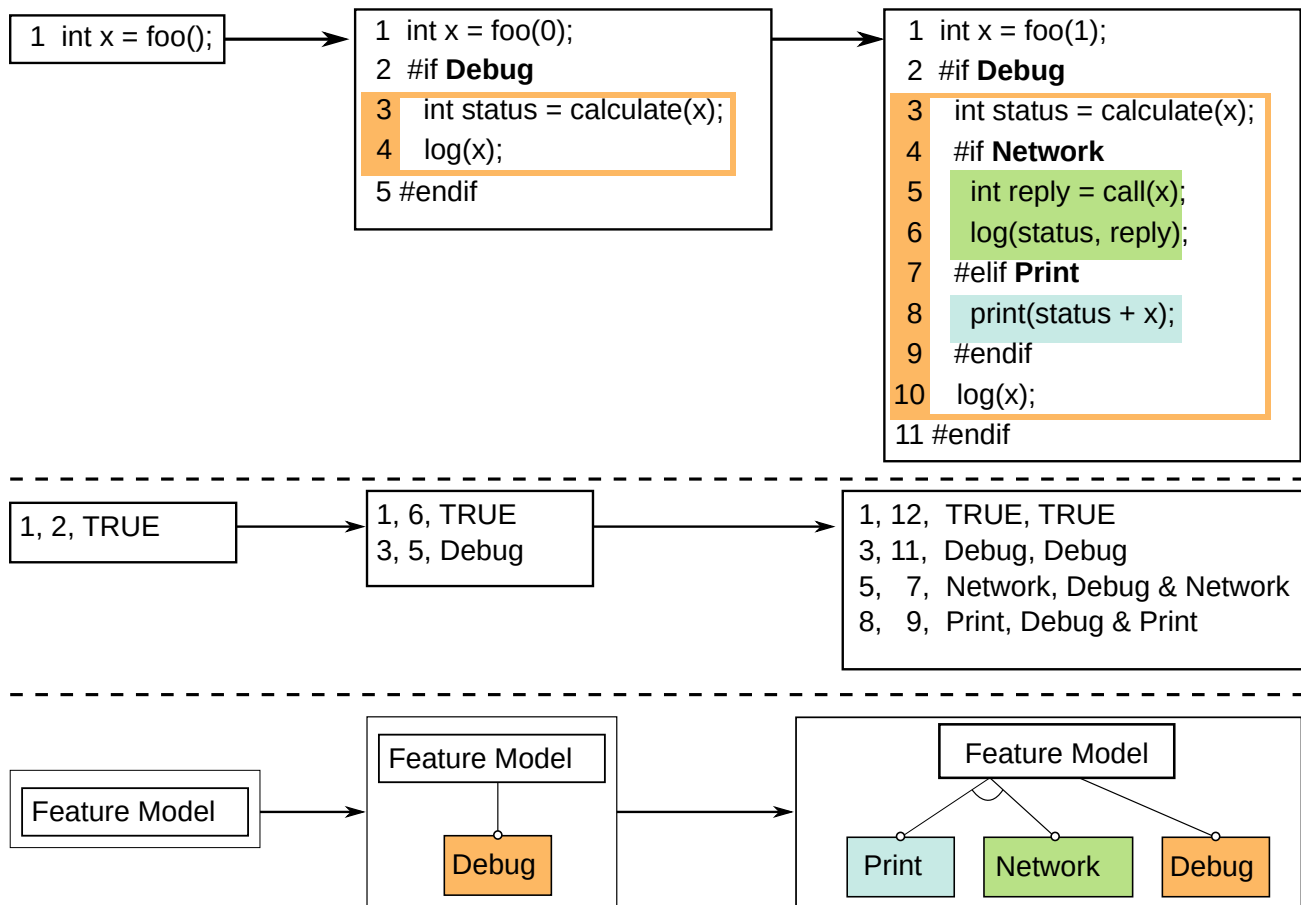 1 int x = foo();
1 int x = foo(0);
2 #if Debug
3 int status = calculate(x);
4 log(x);
5 #endif
1 int x = foo(1);
2 #if Debug
3 int status = calculate(x);
4 #if Network
5 int reply = call(x);
6 log(status, reply);
7 #elif Print
8 print(status + x);
9 #endif
10 log(x);
11 #endif
1, 2, TRUE
1, 6, TRUE
3, 5, Debug
1, 12, TRUE, TRUE
3, 11, Debug, Debug
5, 7, Network, Debug & Network
8, 9, Print, Debug & Print
Feature Model
Feature Model
Debug
Feature Model
Print
Network
Debug